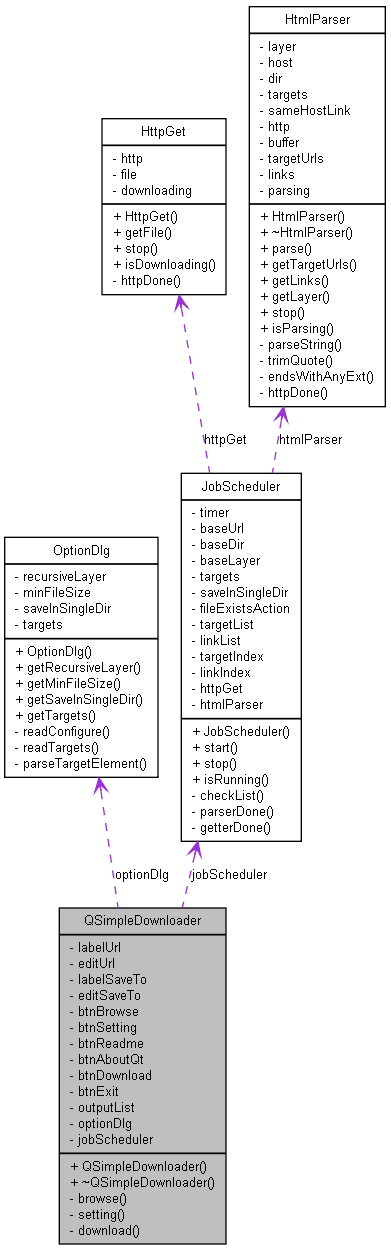 HtmlParser
- layer
- host
- dir
- targets
- sameHostLink
- http
- buffer
- targetUrls
- links
- parsing
+ HtmlParser()
+ ~HtmlParser()
+ parse()
+ getTargetUrls()
+ getLinks()
+ getLayer()
+ stop()
+ isParsing()
- parseString()
- trimQuote()
- endsWithAnyExt()
- httpDone()
HttpGet
- http
- file
- downloading
+ HttpGet()
+ getFile()
+ stop()
+ isDownloading()
- httpDone()
httpGet
htmlParser
JobScheduler
- timer
- baseUrl
- baseDir
- baseLayer
- targets
- saveInSingleDir
- fileExistsAction
- targetList
- linkList
- targetIndex
- linkIndex
- httpGet
- htmlParser
+ JobScheduler()
+ start()
+ stop()
+ isRunning()
- checkList()
- parserDone()
- getterDone()
OptionDlg
- recursiveLayer
- minFileSize
- saveInSingleDir
- targets
+ OptionDlg()
+ getRecursiveLayer()
+ getMinFileSize()
+ getSaveInSingleDir()
+ getTargets()
- readConfigure()
- readTargets()
- parseTargetElement()
optionDlg
jobScheduler
QSimpleDownloader
- labelUrl
- editUrl
- labelSaveTo
- editSaveTo
- btnBrowse
- btnSetting
- btnReadme
- btnAboutQt
- btnDownload
- btnExit
- outputList
- optionDlg
- jobScheduler
+ QSimpleDownloader()
+ ~QSimpleDownloader()
- browse()
- setting()
- download()